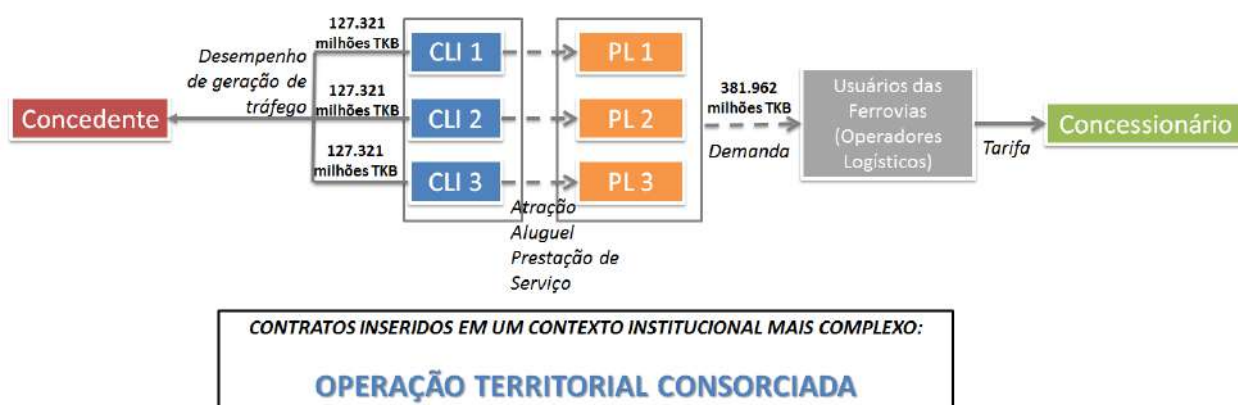 127.321
milhões TKB
Desempenho
de geração de
tráfego
127.321
milhões TKB
127.321
milhões TKB
Concedente
CLI 1
CLI 2
CLI 3
Atração
Aluguel
Prestação de
Serviço
PL 1
PL 2
PL 3
381.962
milhões TKB
Demanda
Usuários das
Ferrovias
(Operadores
Logísticos)
Tarifa
Concessionário
CONTRATOS INSERIDOS EM UM CONTEXTO INSTITUCIONAL MAIS COMPLEXO:
OPERAÇÃO TERRITORIAL CONSORCIADA